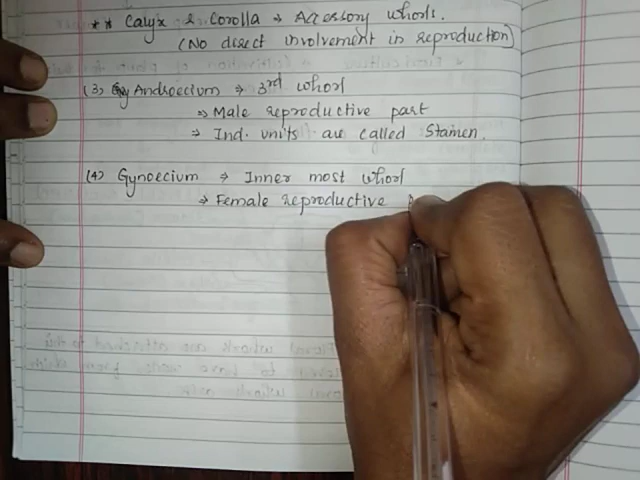 ** Calyx & Corolla → Accessory whorls.
(No direct involvement in reproduction)
(3) Androecium → 3rd whorl
→ Male reproductive part
→ Ind. units are called Stamen.
(4) Gynoecium → Inner most whorl
→ Female Reproductive